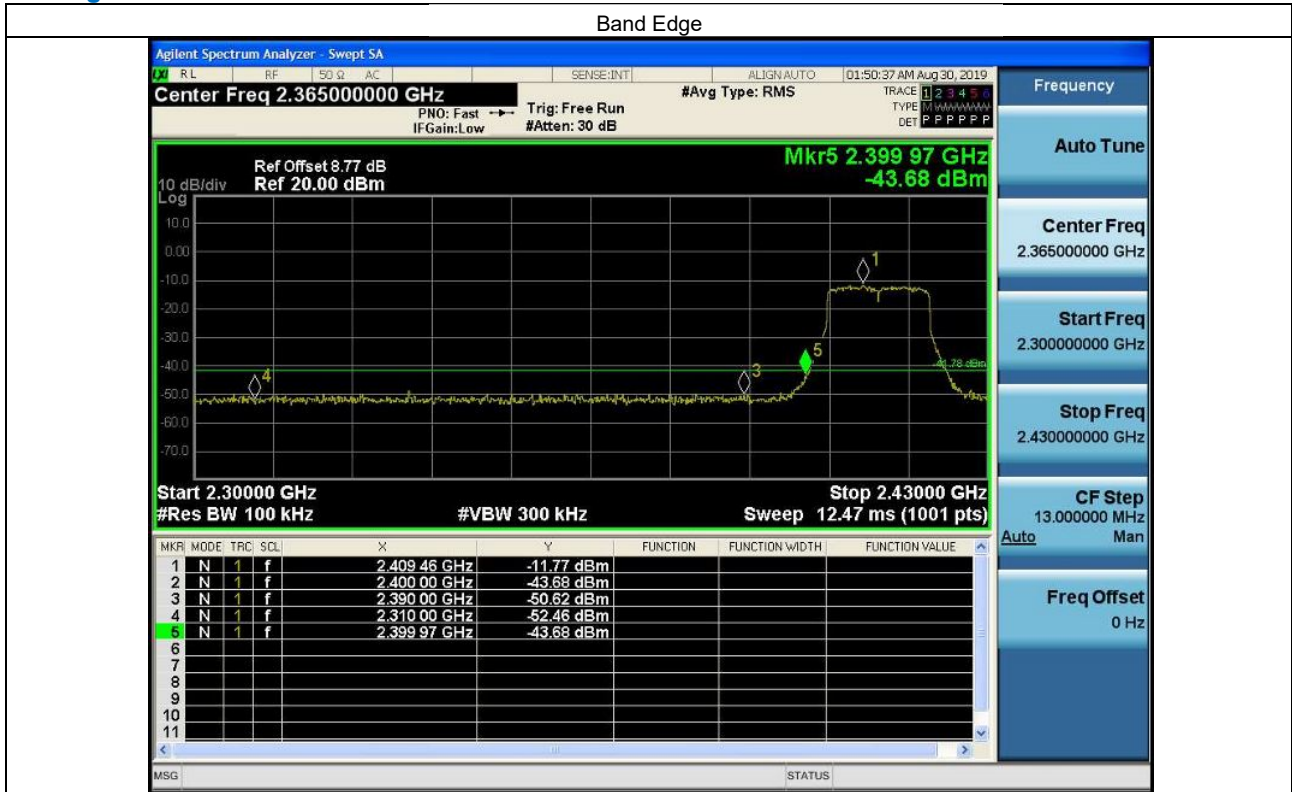 Band Edge
Agilent Spectrum Analyzer - Swept SA
LXI RL RF 50 Ω AC SENSE:INT ALIGN AUTO 01:50:37 AM Aug 30, 2019
Center Freq 2.365000000 GHz
PNO: Fast
IFGain:Low
Trig: Free Run
#Atten: 30 dB
#Avg Type: RMS
TRACE 1 2 3 4 5 6
TYPE M WWWWW
DET P P P P P P
Ref Offset 8.77 dB
10 dB/div Ref 20.00 dBm
Log
Mkr5 2.399 97 GHz
-43.68 dBm
10.0
0.00
-10.0
-20.0
-30.0
-40.0
-50.0
-60.0
-70.0
1
5
3
4
-41.78 dBm
Start 2.30000 GHz Stop 2.43000 GHz
#Res BW 100 kHz #VBW 300 kHz Sweep 12.47 ms (1001 pts)
MKR MODE TRC SCL X Y FUNCTION FUNCTION WIDTH FUNCTION VALUE
1 N 1 f 2.409 46 GHz -11.77 dBm
2 N 1 f 2.400 00 GHz -43.68 dBm
3 N 1 f 2.390 00 GHz -50.62 dBm
4 N 1 f 2.310 00 GHz -52.46 dBm
5 N 1 f 2.399 97 GHz -43.68 dBm
6
7
8
9
10
11
MSG STATUS
Frequency
Auto Tune
Center Freq
2.365000000 GHz
Start Freq
2.300000000 GHz
Stop Freq
2.430000000 GHz
CF Step
13.000000 MHz
Auto Man
Freq Offset
0 Hz